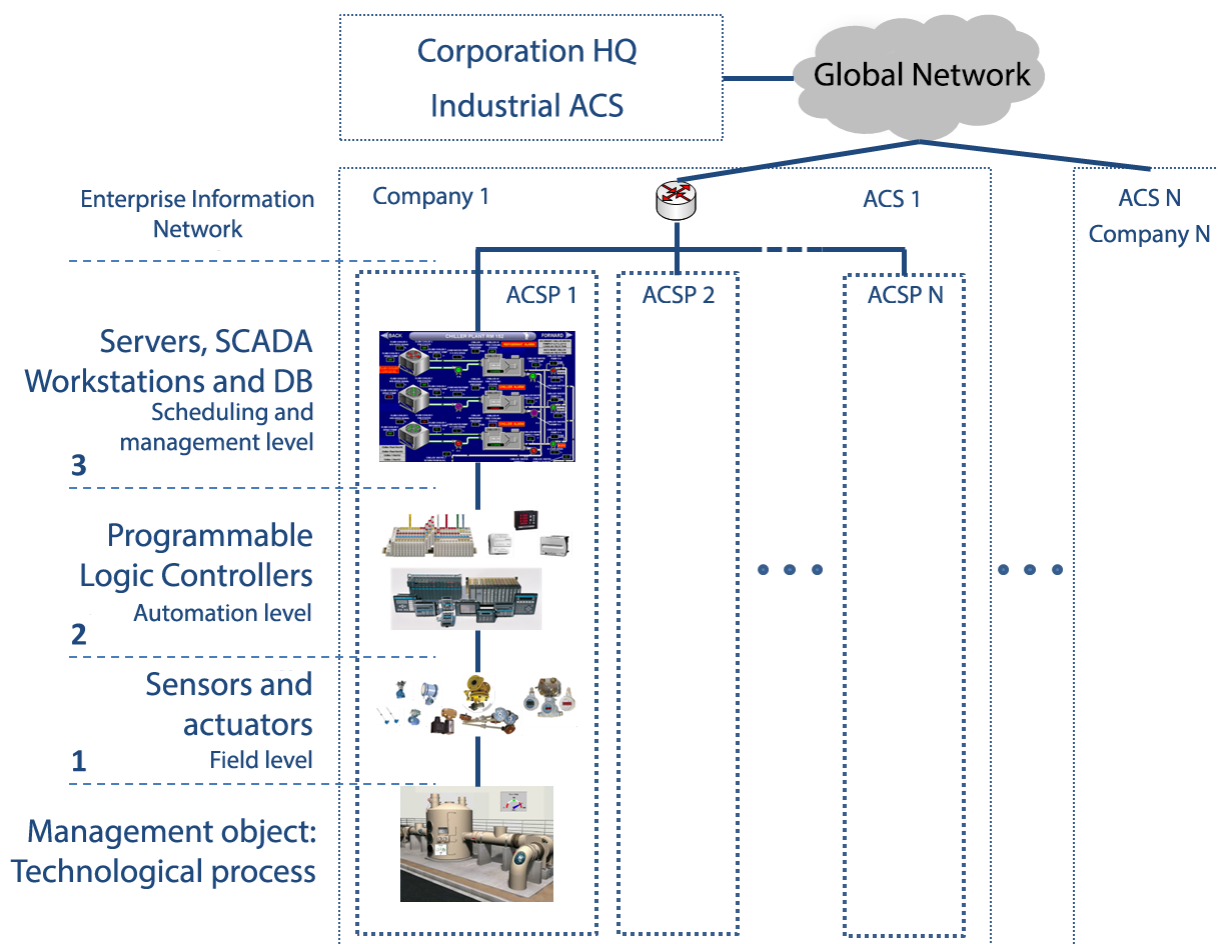 Corporation HQ
Industrial ACS
Global Network
Enterprise Information
Network
Company 1
ACS 1
ACS N
Company N
ACSP 1
ACSP 2
ACSP N
BACK
FORWARD
Servers, SCADA
Workstations and DB
Scheduling and
management level
3
Programmable
Logic Controllers
Automation level
2
Sensors and
actuators
Field level
1
Management object:
Technological process